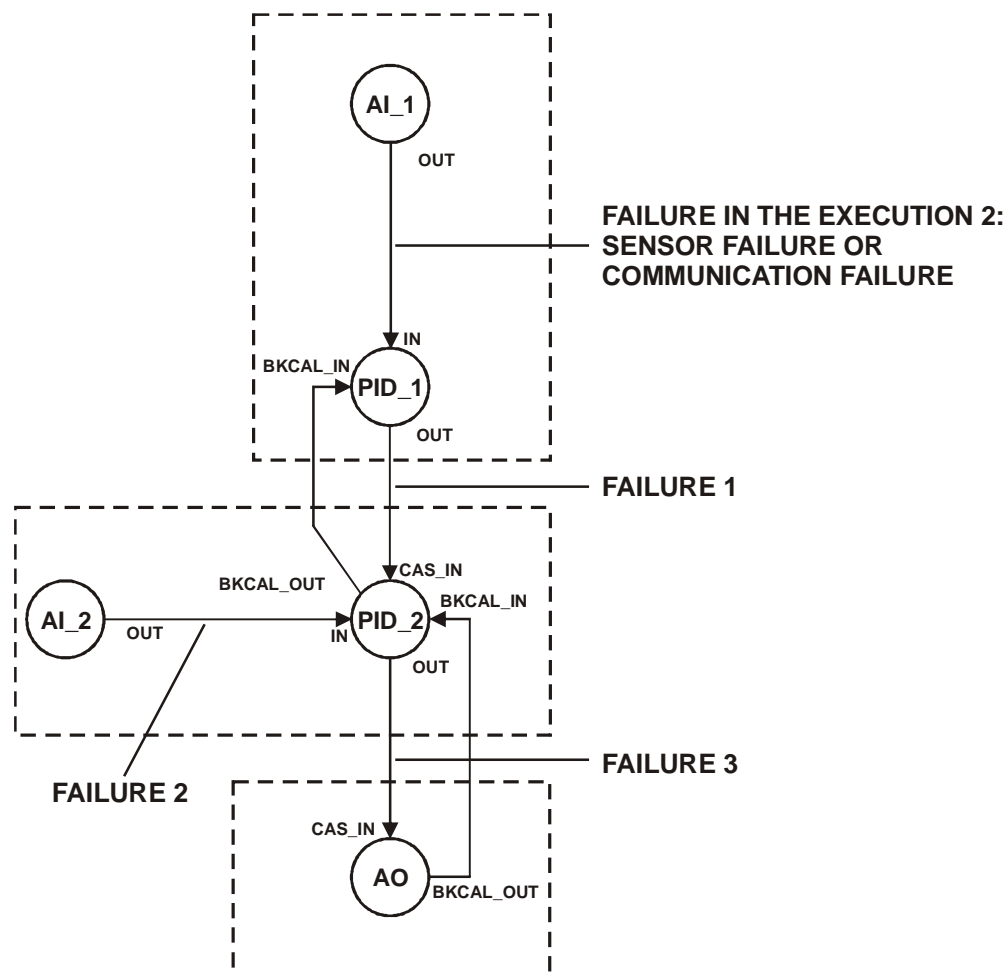 AI_1
OUT
FAILURE IN THE EXECUTION 2:
SENSOR FAILURE OR
COMMUNICATION FAILURE
IN
BKCAL_IN
PID_1
OUT
FAILURE 1
CAS_IN
BKCAL_OUT
BKCAL_IN
AI_2
OUT
IN
PID_2
OUT
FAILURE 2
FAILURE 3
CAS_IN
AO
BKCAL_OUT